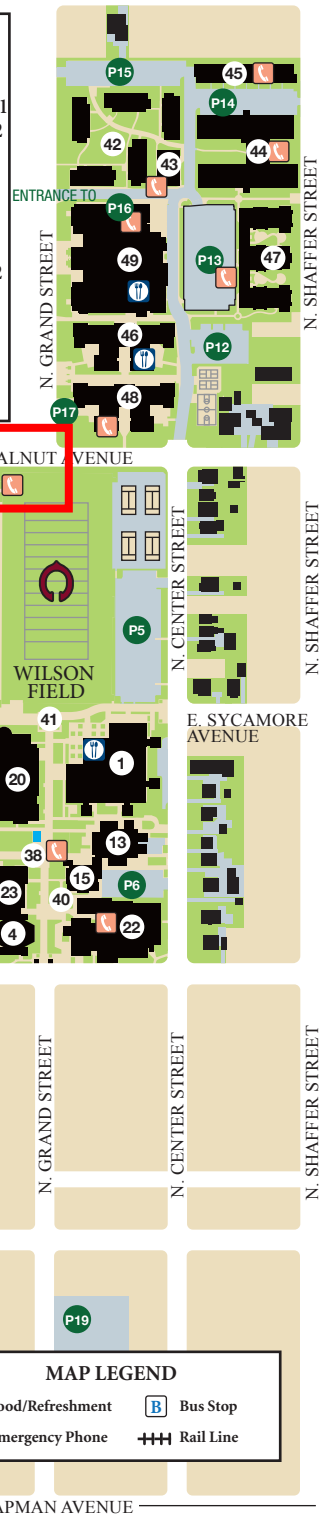 l
2
2
P15
45
P14
42
43
44
ENTRANCE TO
P16
49
P13
47
N. GRAND STREET
N. SHAFFER STREET
46
P12
48
P17
ALNUT AVENUE
N. CENTER STREET
N. SHAFFER STREET
P5
WILSON
FIELD
41
E. SYCAMORE
AVENUE
1
20
13
38
15
P6
23
40
4
22
N. GRAND STREET
N. CENTER STREET
N. SHAFFER STREET
P19
MAP LEGEND
ood/Refreshment
B Bus Stop
mergency Phone
Rail Line
APMAN AVENUE